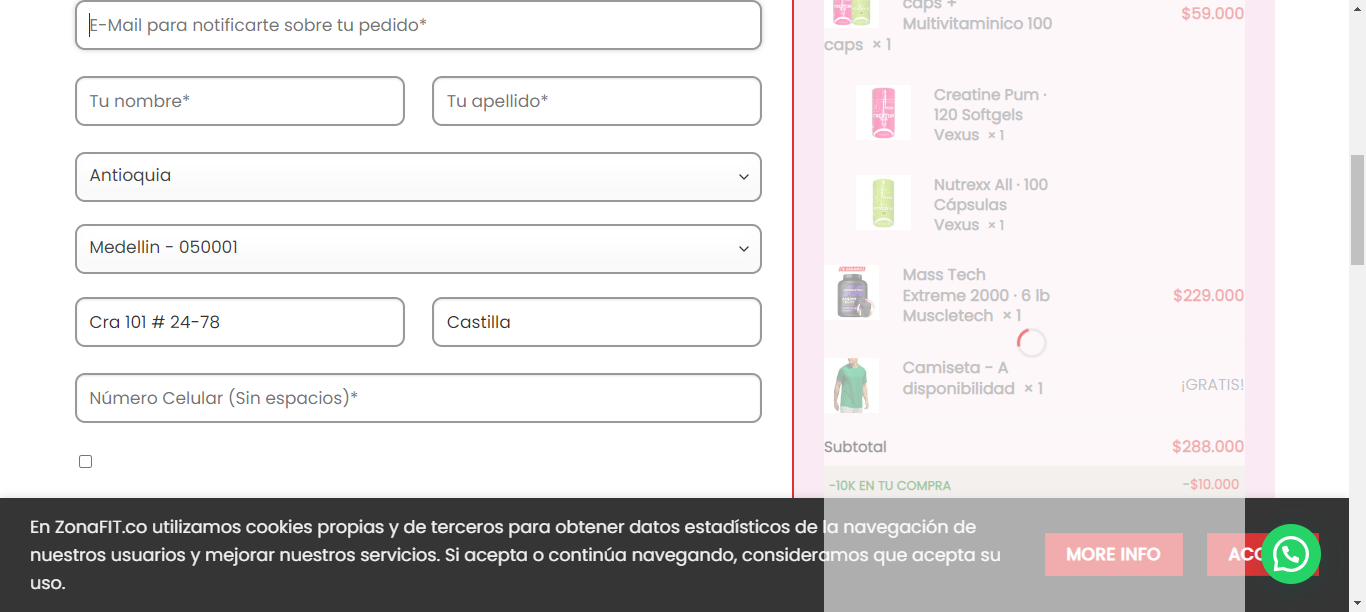 E-Mail para notificarte sobre tu pedido*
Tu nombre*
Tu apellido*
Antioquia
Medellin - 050001
Cra 101 # 24-78
Castilla
Número Celular (Sin espacios)*
caps +
Multivitaminico 100
caps × 1
$59.000
Creatine Pum ·
120 Softgels
Vexus × 1
Nutrexx All · 100
Cápsulas
Vexus × 1
Mass Tech
Extreme 2000 · 6 lb
Muscletech × 1
$229.000
Camiseta - A
disponibilidad × 1
¡GRATIS!
Subtotal
$288.000
-10K EN TU COMPRA
-$10.000
En ZonaFIT.co utilizamos cookies propias y de terceros para obtener datos estadísticos de la navegación de
nuestros usuarios y mejorar nuestros servicios. Si acepta o continúa navegando, consideramos que acepta su
uso.
MORE INFO